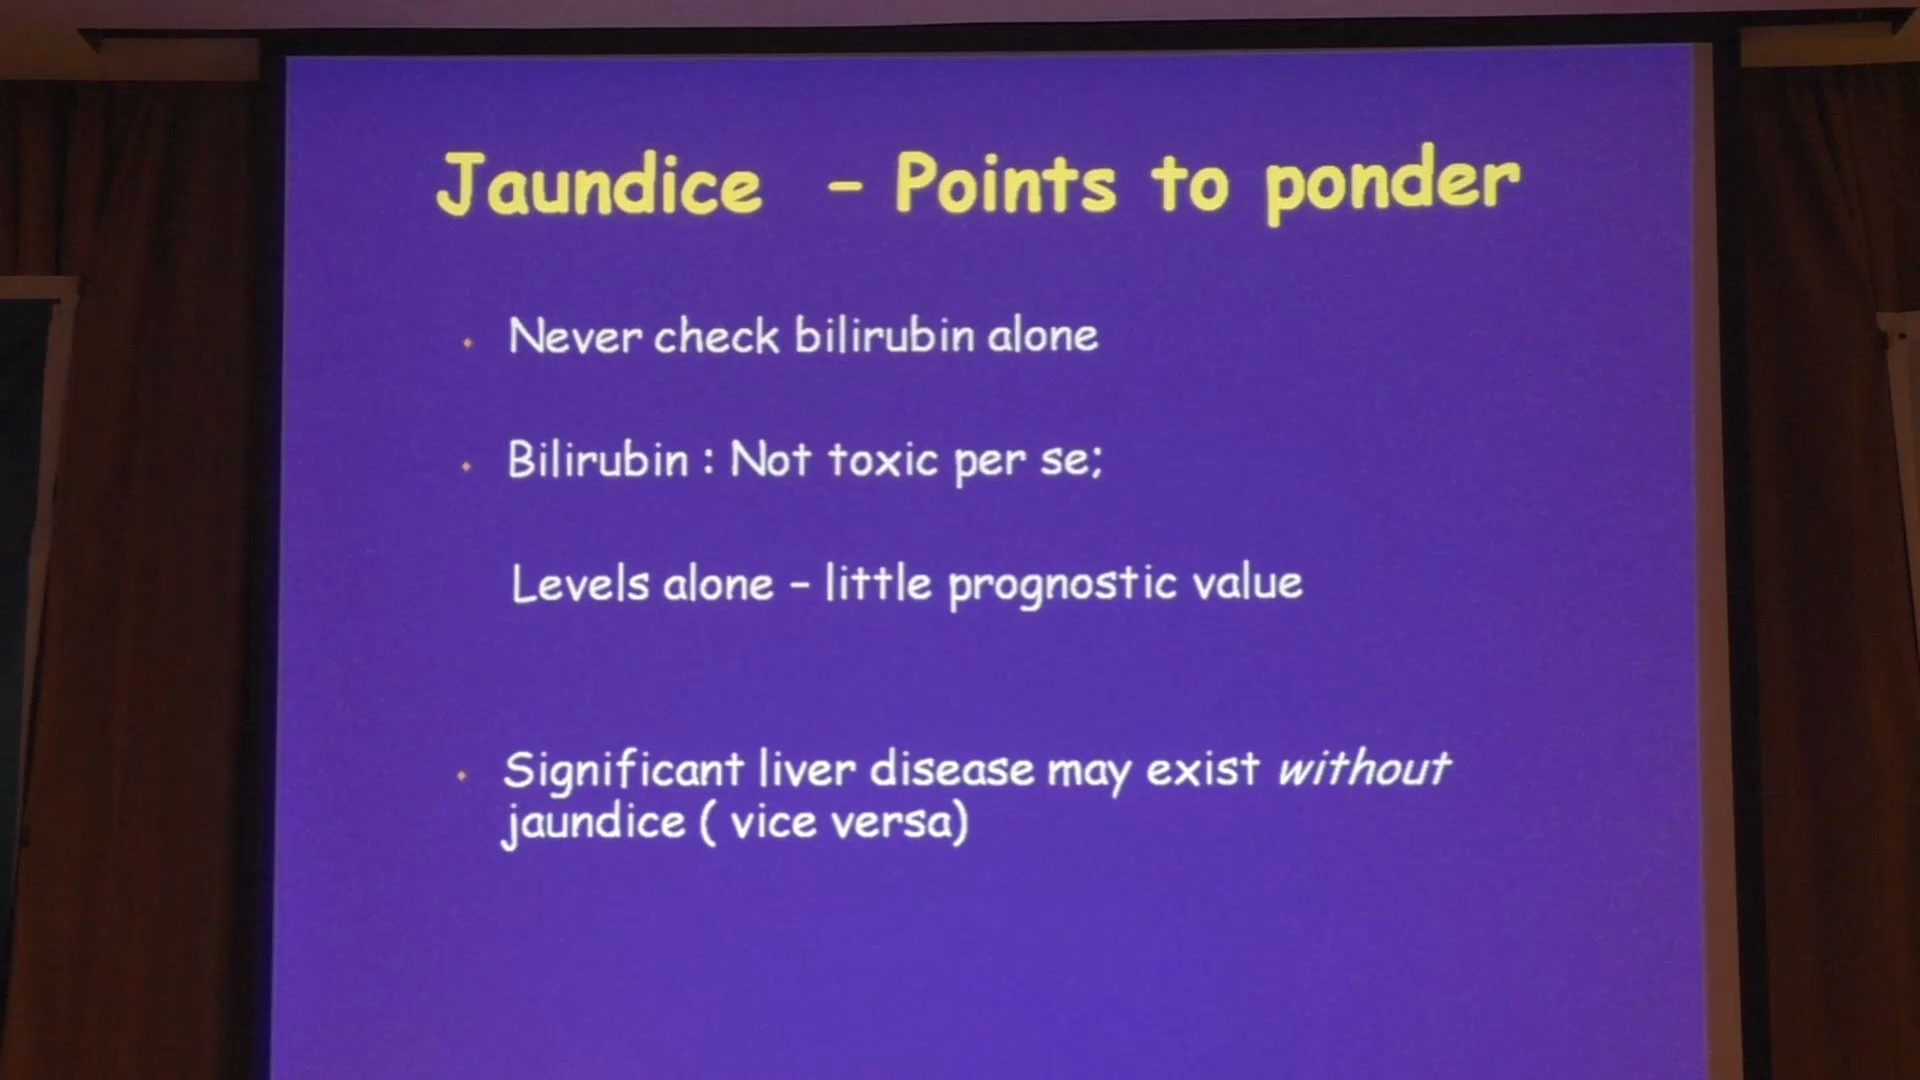 Jaundice – Points to ponder
Never check bilirubin alone
Bilirubin : Not toxic per se;
Levels alone – little prognostic value
Significant liver disease may exist without
jaundice ( vice versa)